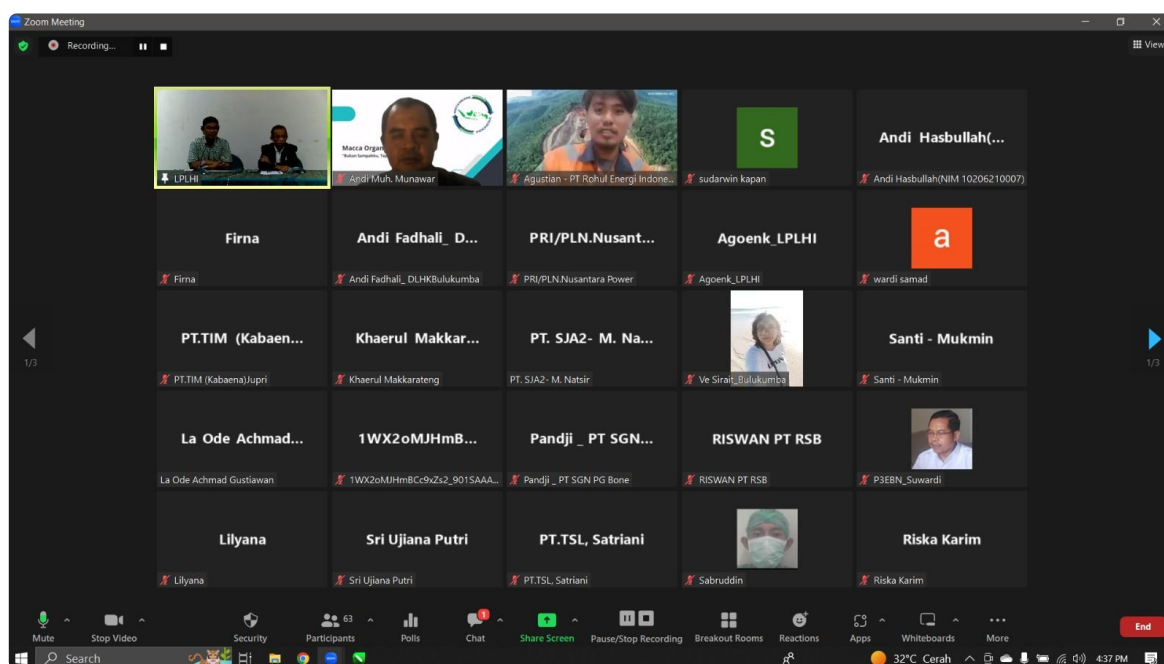 Zoom Meeting
Recording...
View
LPLHI
Macca Organ
Andi Muh. Munawar
Agustian - PT Rohul Energi Indone...
S
sudarwin kapan
Andi Hasbullah(...
Andi Hasbullah(NIM 10206210007)
Firna
Firna
Andi Fadhali_ D...
Andi Fadhali_ DLHKBulukumba
PRI/PLN.Nusant...
PRI/PLN.Nusantara Power
Agoenk_LPLHI
Agoenk_LPLHI
a
wardi samad
1/3
PT.TIM (Kabaen...
PT.TIM (Kabaena)Jupri
Khaerul Makkar...
Khaerul Makkarateng
PT. SJA2- M. Na...
PT. SJA2- M. Natsir
Ve Sirait_Bulukumba
Santi - Mukmin
Santi - Mukmin
1/3
La Ode Achmad...
La Ode Achmad Gustiawan
1WX2oMJHmB...
1WX2oMJHmBCc9xZs2_901SAAA...
Pandji _ PT SGN...
Pandji _ PT SGN PG Bone
RISWAN PT RSB
RISWAN PT RSB
P3EBN_Suwardi
Lilyana
Lilyana
Sri Ujiana Putri
Sri Ujiana Putri
PT.TSL, Satriani
PT.TSL, Satriani
Sabruddin
Riska Karim
Riska Karim
Mute
Stop Video
Security
63
Participants
Polls
1
Chat
Share Screen
Pause/Stop Recording
Breakout Rooms
Reactions
Apps
Whiteboards
More
End
Search
32°C Cerah
4:37 PM